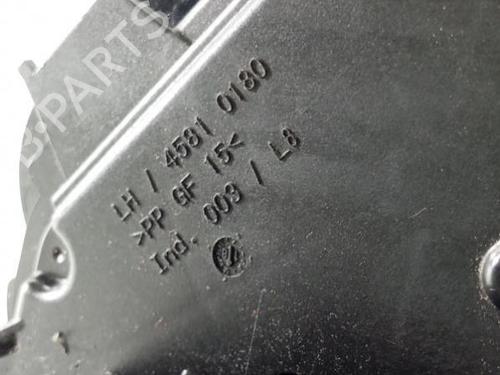 B-PARTS
LH / 4581 0180
>PP GF 15<
Ind. 003 / L8